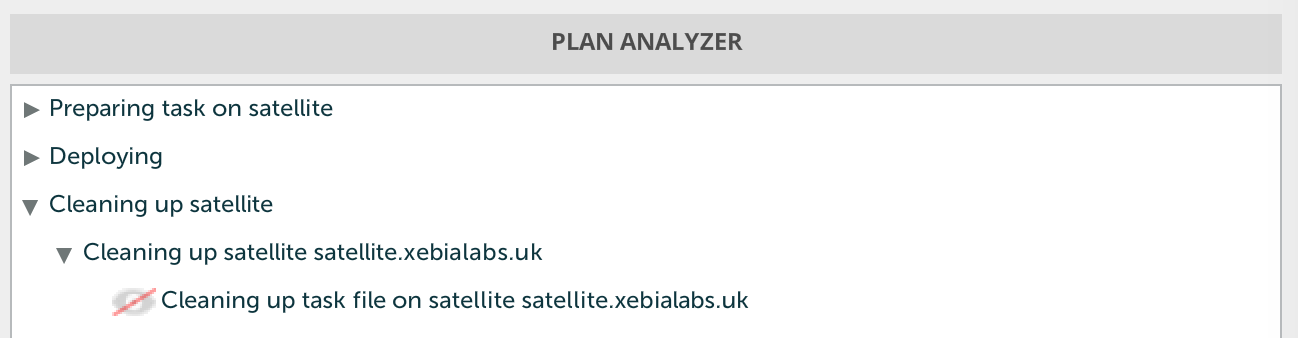 PLAN ANALYZER
Preparing task on satellite
Deploying
Cleaning up satellite
Cleaning up satellite satellite.xebialabs.uk
Cleaning up task file on satellite satellite.xebialabs.uk